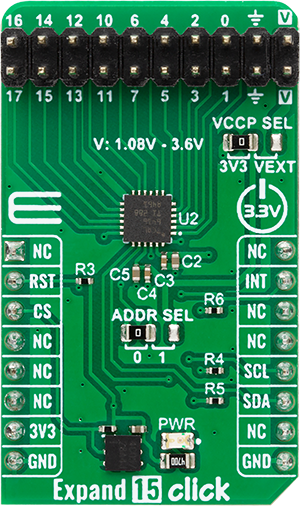 16 14 12 10 6 4 2 0
17 15 13 11 7 5 3 1 V
V: 1.08V - 3.6V
VCCP SEL
0
3V3 VEXT
U2
3.3V
NC
RST
CS
NC
NC
NC
3V3
GND
R3
C5
C4
C3
C2
ADDR SEL
0
0 1
R6
R4
R5
NC
INT
NC
NC
SCL
SDA
NC
GND
PWR
4700
Expand 15 click